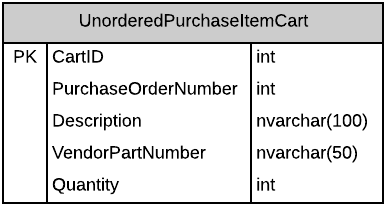 UnorderedPurchaseItemCart
PK CartID int
PurchaseOrderNumber int
Description nvarchar(100)
VendorPartNumber nvarchar(50)
Quantity int